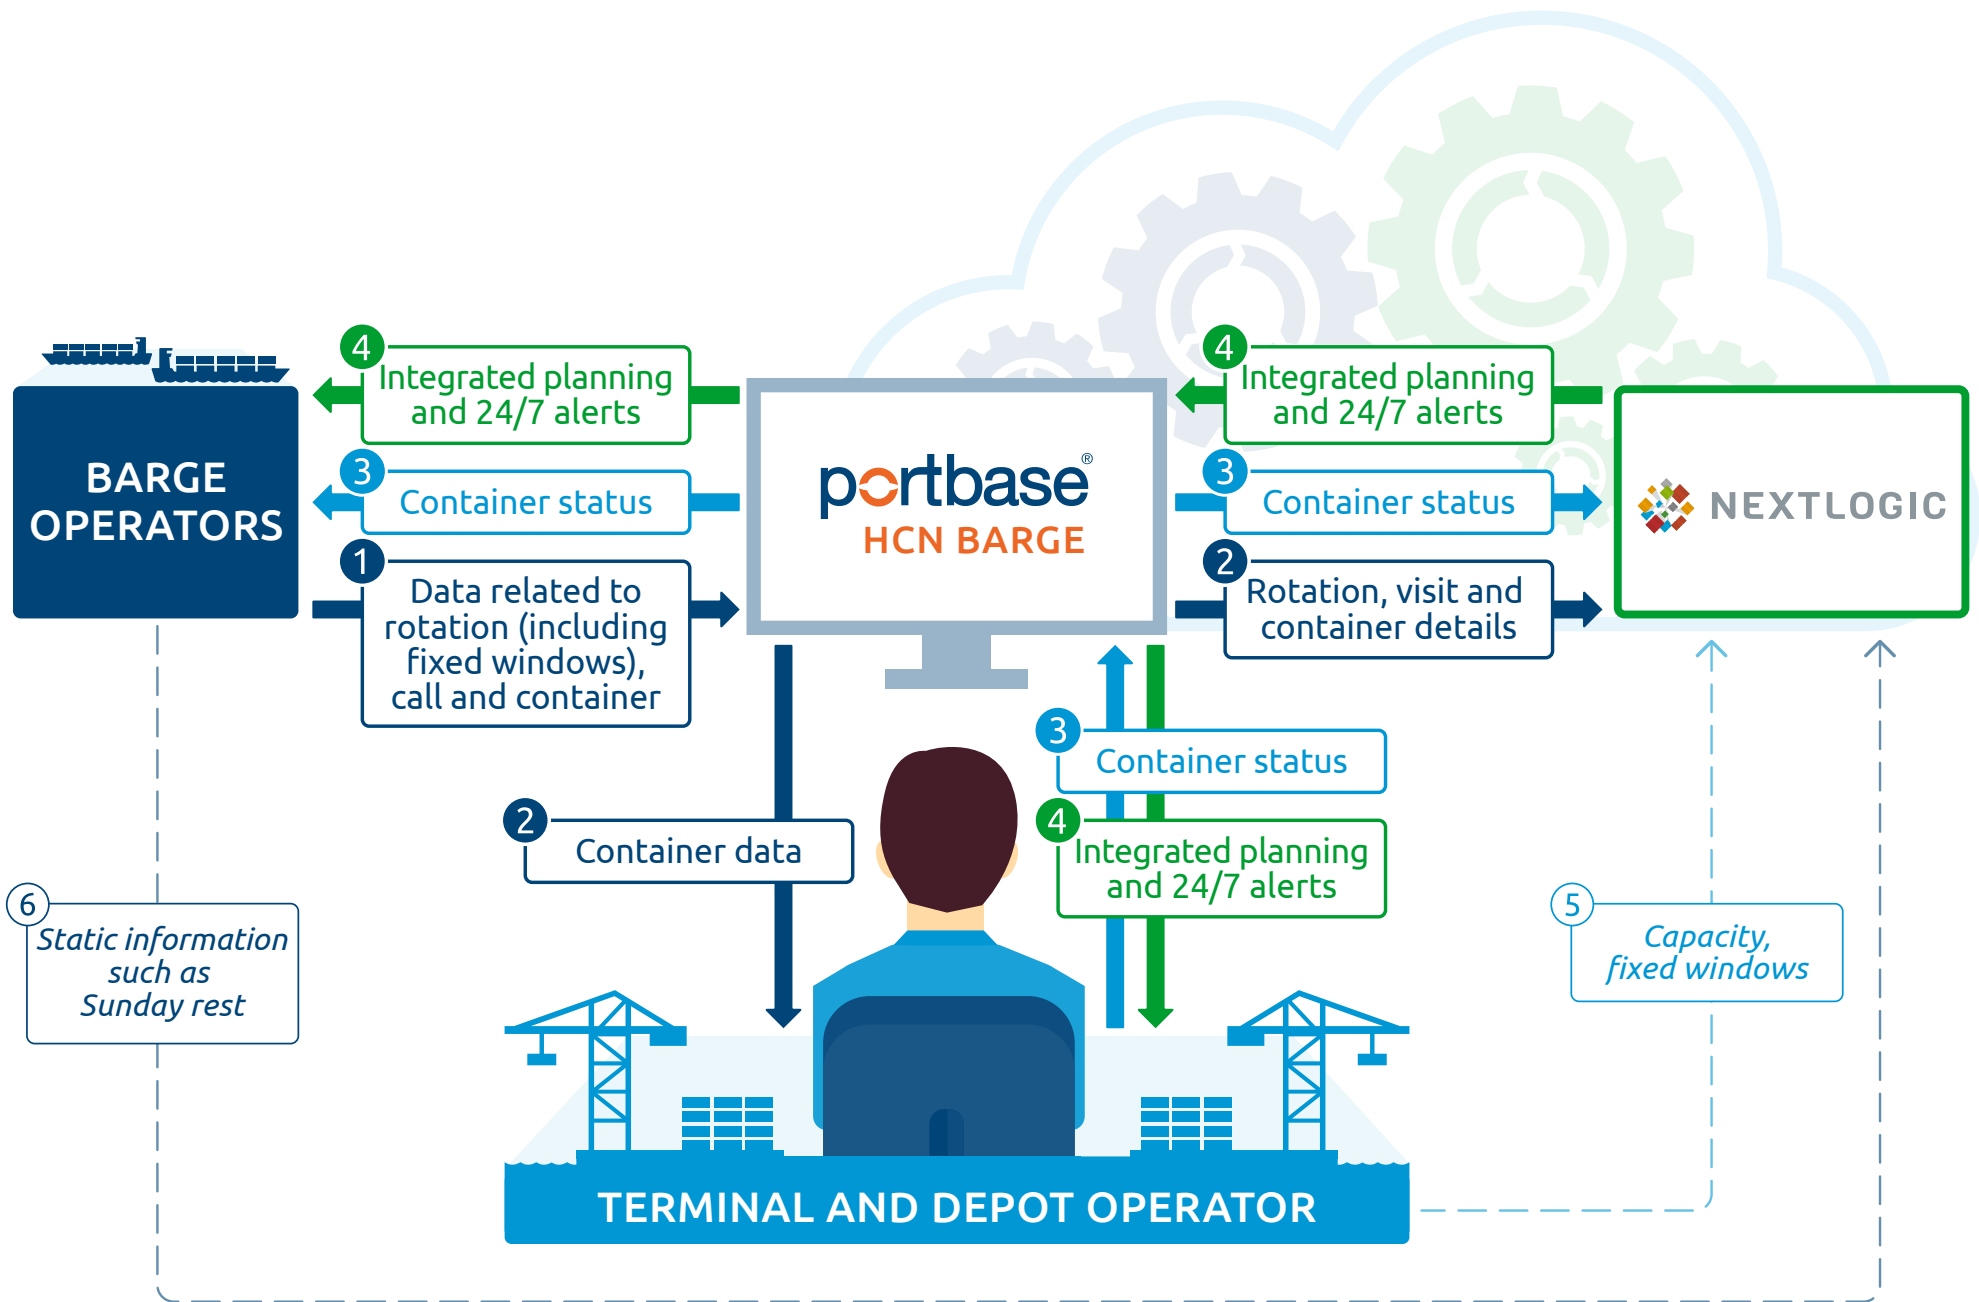 4
Integrated planning
and 24/7 alerts
4
Integrated planning
and 24/7 alerts
BARGE
OPERATORS
3
Container status
portbase®
HCN BARGE
3
Container status
NEXTLOGIC
1
Data related to
rotation (including
fixed windows),
call and container
2
Rotation, visit and
container details
3
Container status
2
Container data
4
Integrated planning
and 24/7 alerts
6
Static information
such as
Sunday rest
5
Capacity,
fixed windows
TERMINAL AND DEPOT OPERATOR